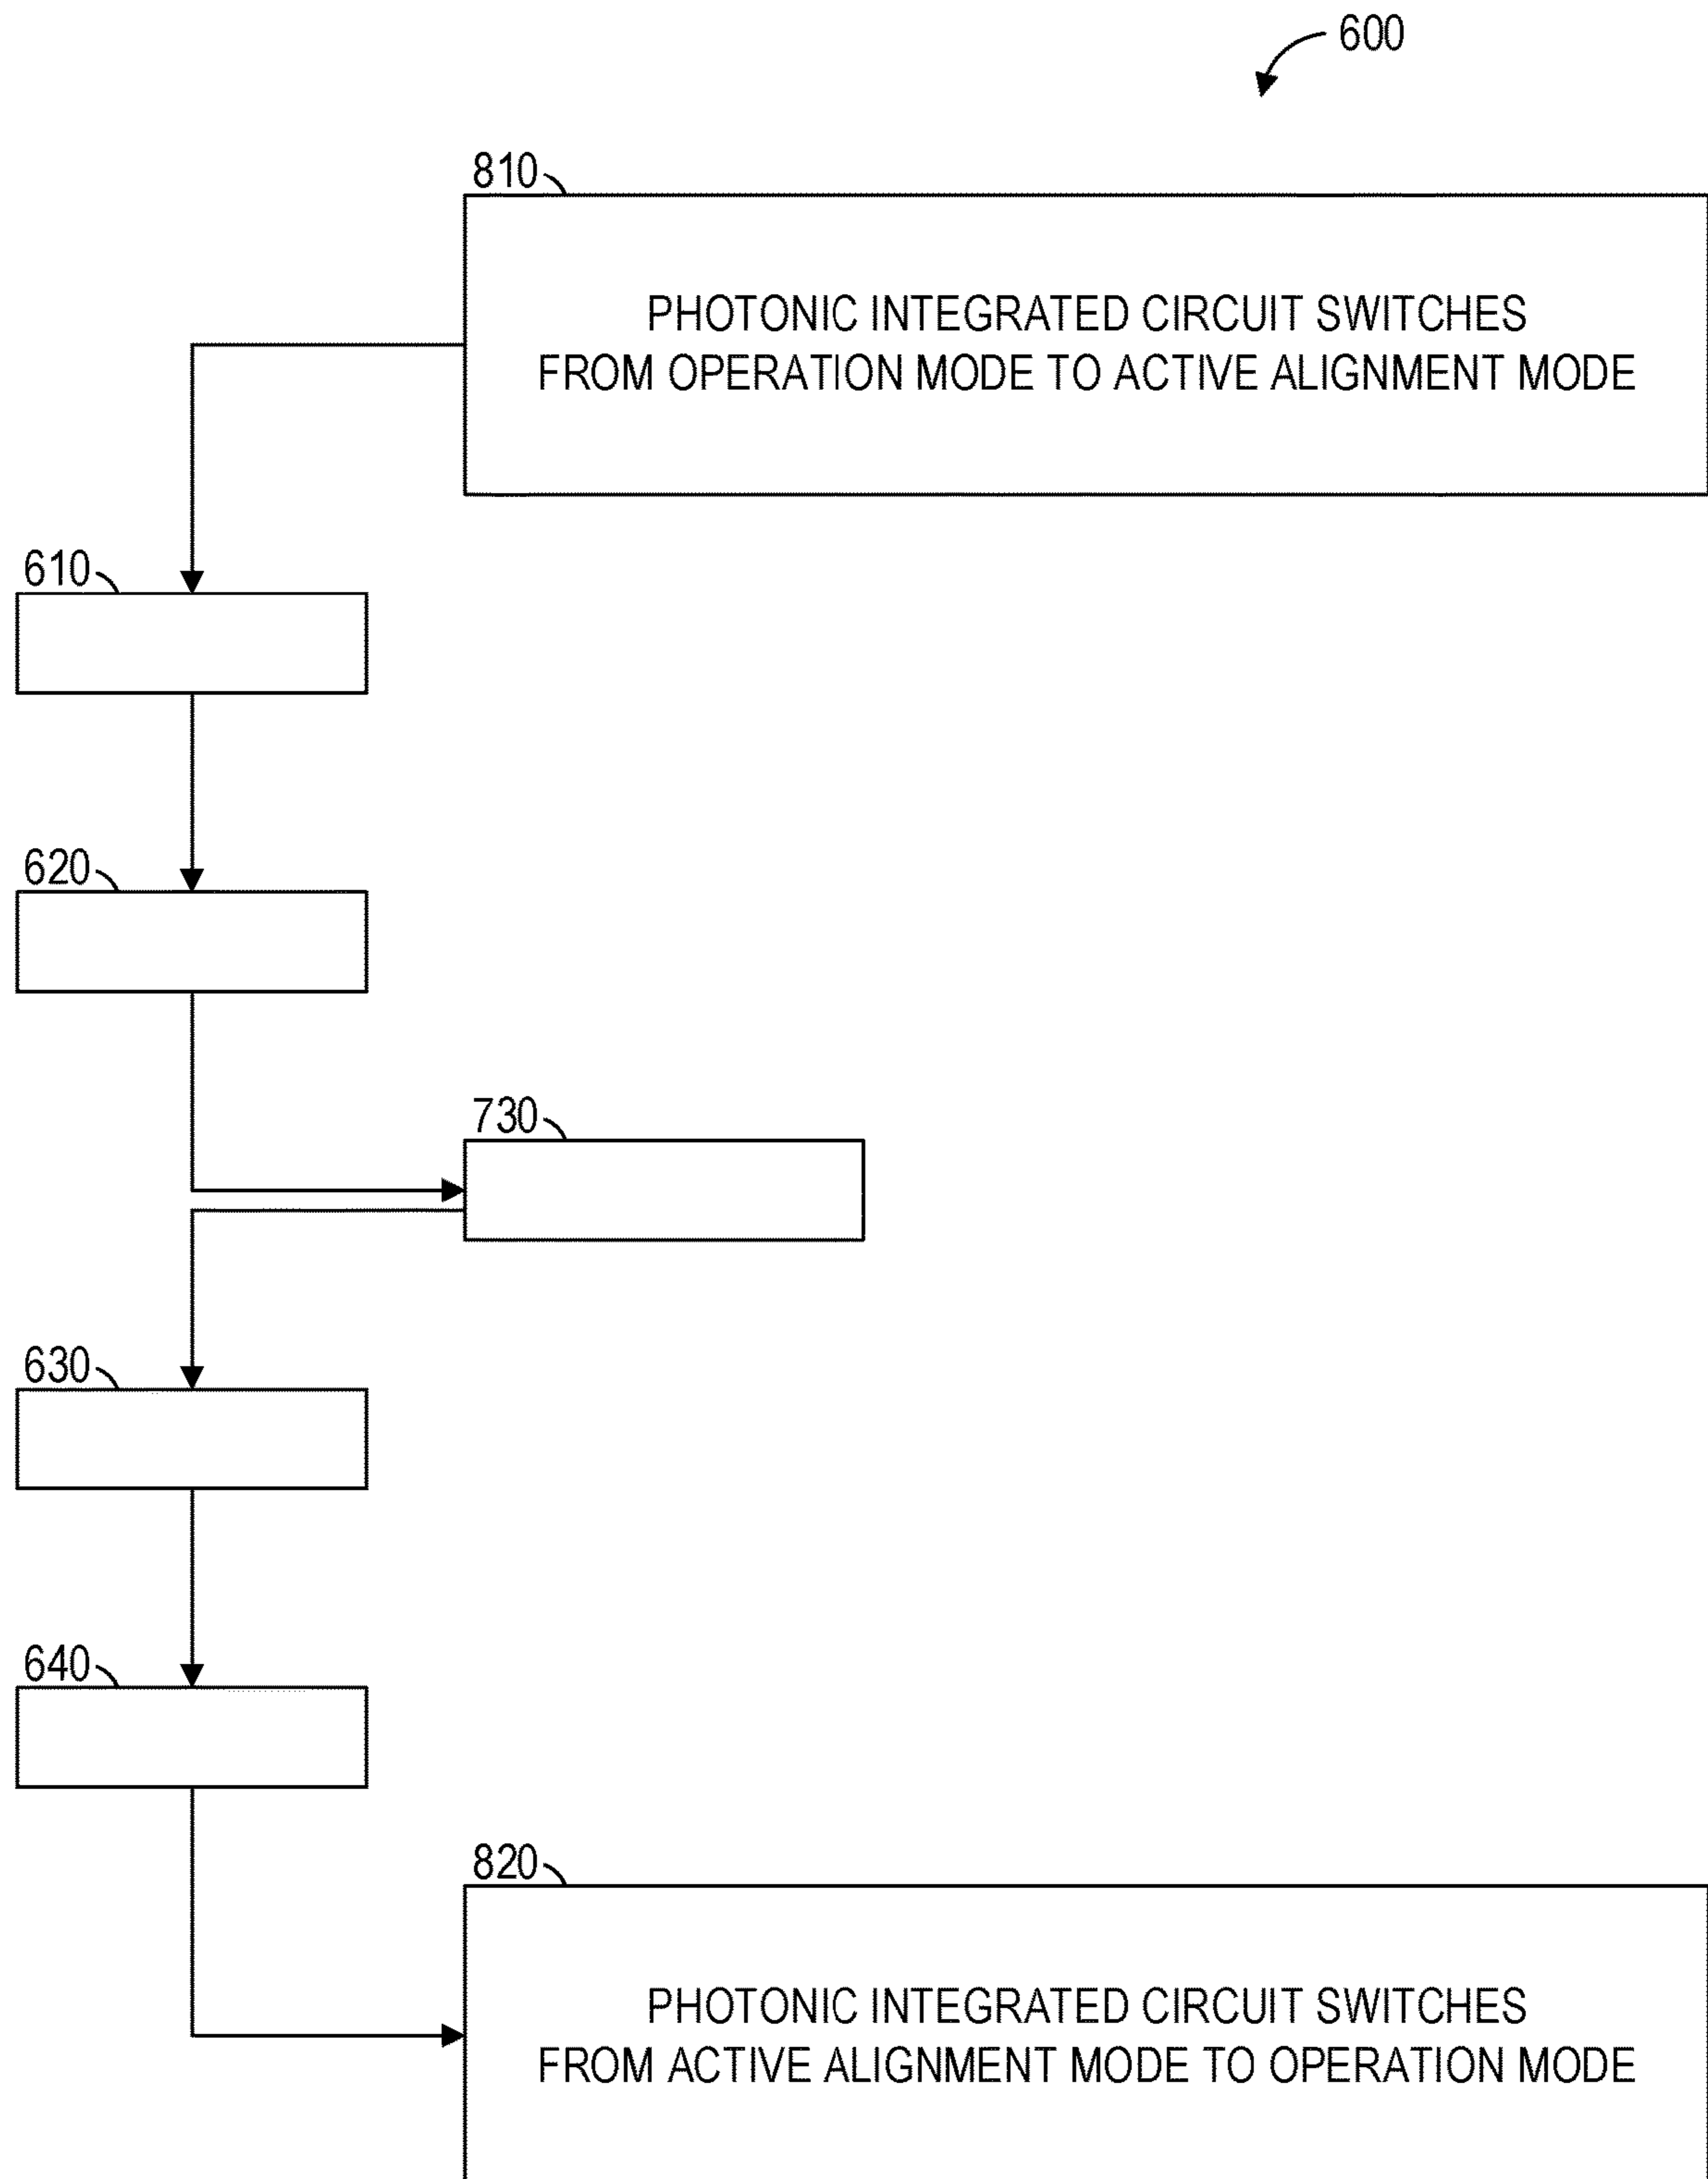 600
810
PHOTONIC INTEGRATED CIRCUIT SWITCHES
FROM OPERATION MODE TO ACTIVE ALIGNMENT MODE
610
620
730
630
640
820
PHOTONIC INTEGRATED CIRCUIT SWITCHES
FROM ACTIVE ALIGNMENT MODE TO OPERATION MODE